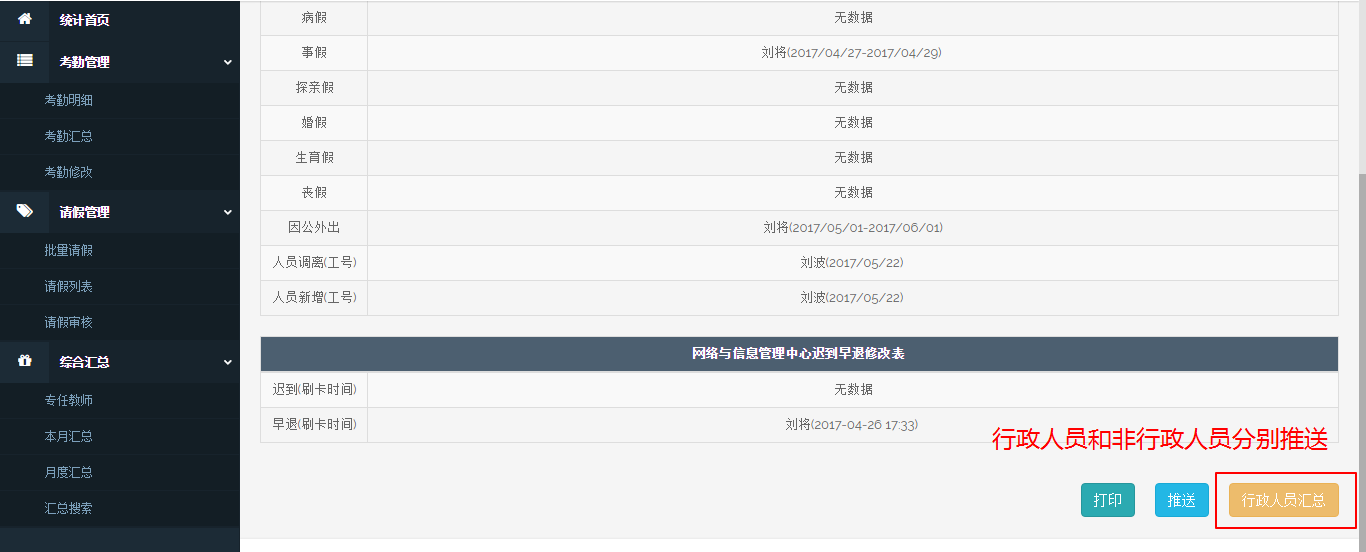 统计首页
考勤管理
考勤明细
考勤汇总
考勤修改
请假管理
批量请假
请假列表
请假审核
综合汇总
专任教师
本月汇总
月度汇总
汇总搜索
病假 无数据
事假 刘将(2017/04/27-2017/04/29)
探亲假 无数据
婚假 无数据
生育假 无数据
丧假 无数据
因公外出 刘将(2017/05/01-2017/06/01)
人员调离(工号) 刘波(2017/05/22)
人员新增(工号) 刘波(2017/05/22)
网络与信息管理中心迟到早退修改表
迟到(刷卡时间) 无数据
早退(刷卡时间) 刘将(2017-04-26 17:33)
行政人员和非行政人员分别推送
打印 推送 行政人员汇总